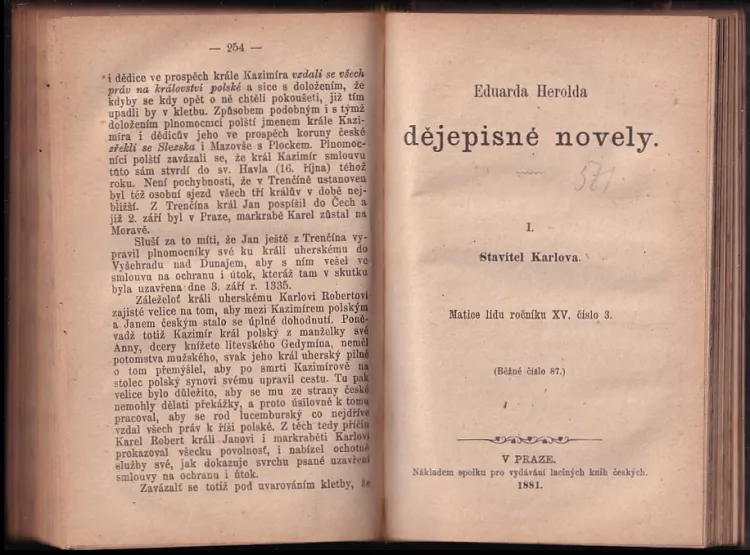 — 254 —
i dědice ve prospěch krále Kazimíra vzdali se všech
práv na království polské a sice s doložením, že
kdyby se kdy opět o ně chtěli pokoušeti, již tím
upadli by v kletbu. Způsobem podobným i s týmž
doložením plnomocníci polští jmenem krále Kazi-
míra i dědicův jeho ve prospěch koruny české
zřekli se Slezska i Mazovše s Plockem. Plnomoc-
níci polští zavázali se, že král Kazimír smlouvu
tůto sám stvrdí do sv. Havla (16. října) téhož
roku. Není pochybnosti, že v Trenčíně ustanoven
byl též osobní sjezd všech tří králův v době nej-
bližší. Z Trenčína král Jan pospíšil do Čech a
již 2. září byl v Praze, markrabě Karel zůstal na
Moravě.
Sluší za to míti, že Jan ještě z Trenčína vy-
pravil plnomocníky své ku králi uherskému do
Vyšehradu nad Dunajem, aby s ním vešel ve
smlouvu na ochranu i útok, kteráž tam v skutku
byla uzavřena dne 3. září r. 1335.
Záleželoť králi uherskému Karlovi Robertovi
zajisté velice na tom, aby mezi Kazimírem polským
a Janem českým stalo se úplné dohodnutí. Poně-
vadž totiž Kazimír král polský z manželky své
Anny, dcery knížete litevského Gedymína, neměl
potomstva mužského, svak jeho král uherský pilně
o tom přemýšlel, aby po smrti Kazimírově na
stolec polský synovi svému upravil cestu. Tu pak
velice bylo důležito, aby se mu ze strany české
nemohly dělati překážky, a proto úsilovně k tomu
pracoval, aby se rod lucemburský co nejdříve
vzdal všech práv k říši polské. Z těch tedy příčin
Karel Robert králi Janovi i markraběti Karlovi
prokazoval všecku povolnost, i nabízel ochotně
služby své, jak dokazuje svrchu psané uzavření
smlouvy na ochranu i útok.
Zavázalť se totiž pod uvarováním kletby, že
Eduarda Herolda
dějepisné novely.
571
I.
Stavitel Karlova.
Matice lidu ročníku XV. číslo 3.
(Běžné číslo 87.)
V PRAZE.
Nákladem spolku pro vydávání laciných knih českých.
1881.